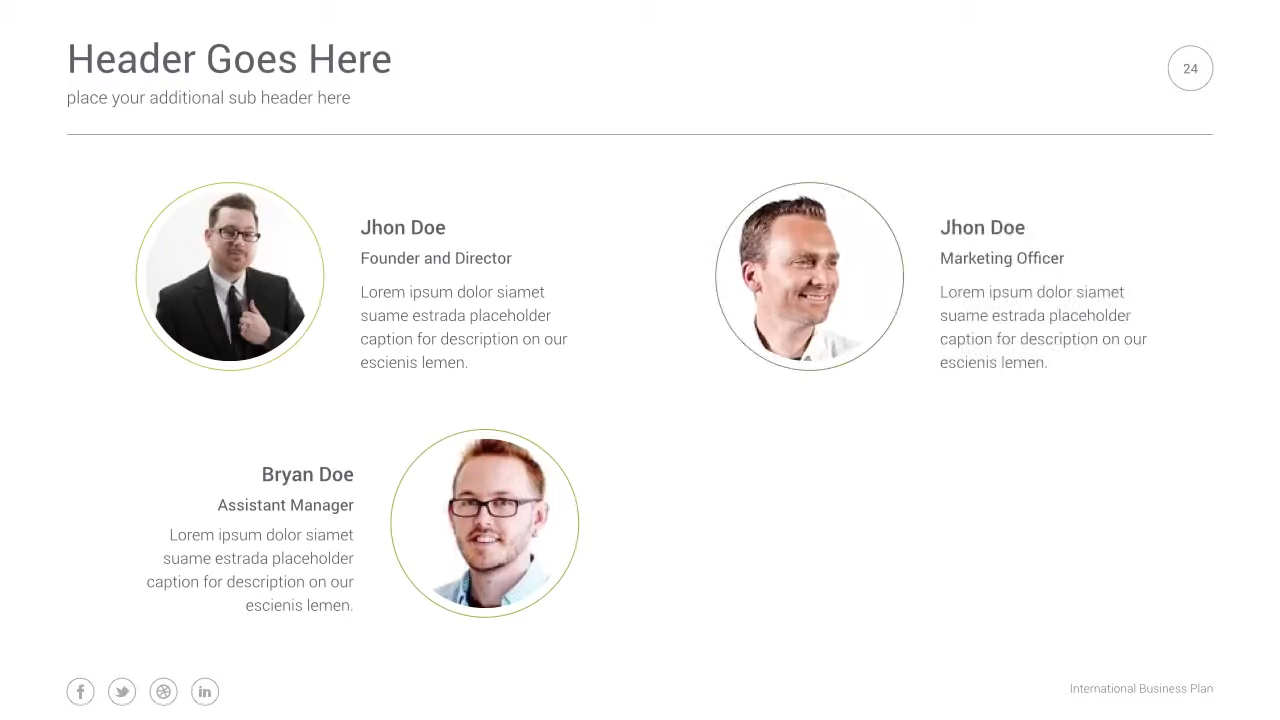 Header Goes Here
place your additional sub header here
24
Jhon Doe
Founder and Director
Lorem ipsum dolor siamet
suame estrada placeholder
caption for description on our
escienis lemen.
Jhon Doe
Marketing Officer
Lorem ipsum dolor siamet
suame estrada placeholder
caption for description on our
escienis lemen.
Bryan Doe
Assistant Manager
Lorem ipsum dolor siamet
suame estrada placeholder
caption for description on our
escienis lemen.
International Business Plan